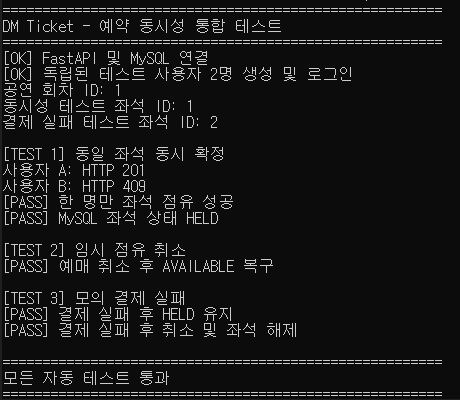 ============================================================
DM Ticket - 예약 동시성 통합 테스트
============================================================
[OK] FastAPI 및 MySQL 연결
[OK] 독립된 테스트 사용자 2명 생성 및 로그인
공연 회차 ID: 1
동시성 테스트 좌석 ID: 1
결제 실패 테스트 좌석 ID: 2
[TEST 1] 동일 좌석 동시 확정
사용자 A: HTTP 201
사용자 B: HTTP 409
[PASS] 한 명만 좌석 점유 성공
[PASS] MySQL 좌석 상태 HELD
[TEST 2] 임시 점유 취소
[PASS] 예매 취소 후 AVAILABLE 복구
[TEST 3] 모의 결제 실패
[PASS] 결제 실패 후 HELD 유지
[PASS] 결제 실패 후 취소 및 좌석 해제
============================================================
모든 자동 테스트 통과
============================================================